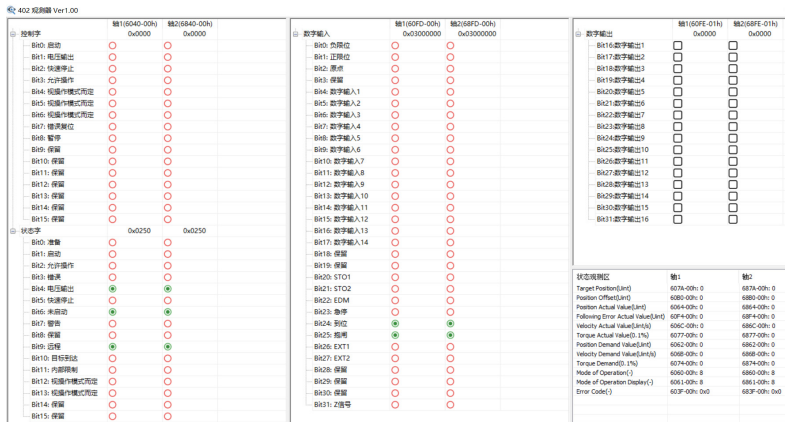 402 观测器 Ver1.00
轴1(6040-00h) 轴2(6840-00h)
控制字 0x0000 0x0000
Bit0: 启动
Bit1: 电压输出
Bit2: 快速停止
Bit3: 允许操作
Bit4: 视操作模式而定
Bit5: 视操作模式而定
Bit6: 视操作模式而定
Bit7: 错误复位
Bit8: 暂停
Bit9: 保留
Bit10: 保留
Bit11: 保留
Bit12: 保留
Bit13: 保留
Bit14: 保留
Bit15: 保留
状态字 0x0250 0x0250
Bit0: 准备
Bit1: 启动
Bit2: 允许操作
Bit3: 错误
Bit4: 电压输出
Bit5: 快速停止
Bit6: 未启动
Bit7: 警告
Bit8: 保留
Bit9: 远程
Bit10: 目标到达
Bit11: 内部限制
Bit12: 视操作模式而定
Bit13: 视操作模式而定
Bit14: 保留
Bit15: 保留
轴1(60FD-00h) 轴2(68FD-00h)
数字输入 0x03000000 0x03000000
Bit0: 负限位
Bit1: 正限位
Bit2: 原点
Bit3: 保留
Bit4: 数字输入1
Bit5: 数字输入2
Bit6: 数字输入3
Bit7: 数字输入4
Bit8: 数字输入5
Bit9: 数字输入6
Bit10: 数字输入7
Bit11: 数字输入8
Bit12: 数字输入9
Bit13: 数字输入10
Bit14: 数字输入11
Bit15: 数字输入12
Bit16: 数字输入13
Bit17: 数字输入14
Bit18: 保留
Bit19: 保留
Bit20: STO1
Bit21: STO2
Bit22: EDM
Bit23: 急停
Bit24: 到位
Bit25: 抱闸
Bit26: EXT1
Bit27: EXT2
Bit28: 保留
Bit29: 保留
Bit30: 保留
Bit31: Z信号
轴1(60FE-01h) 轴2(68FE-01h)
数字输出 0x0000 0x0000
Bit16:数字输出1
Bit17:数字输出2
Bit18:数字输出3
Bit19:数字输出4
Bit20:数字输出5
Bit21:数字输出6
Bit22:数字输出7
Bit23:数字输出8
Bit24:数字输出9
Bit25:数字输出10
Bit26:数字输出11
Bit27:数字输出12
Bit28:数字输出13
Bit29:数字输出14
Bit30:数字输出15
Bit31:数字输出16
状态观测区 轴1 轴2
Target Position(Uint) 607A-00h: 0 687A-00h: 0
Position Offset(Uint) 60B0-00h: 0 68B0-00h: 0
Position Actual Value(Uint) 6064-00h: 0 6864-00h: 0
Following Error Actual Value(Uint) 60F4-00h: 0 68F4-00h: 0
Velocity Actual Value(Uint/s) 606C-00h: 0 686C-00h: 0
Torque Actual Value(0.1%) 6077-00h: 0 6877-00h: 0
Position Demand Value(Uint) 6062-00h: 0 6862-00h: 0
Velocity Demand Value(Uint/s) 606B-00h: 0 686B-00h: 0
Torque Demand(0.1%) 6074-00h: 0 6874-00h: 0
Mode of Operation(-) 6060-00h: 8 6860-00h: 8
Mode of Operation Display(-) 6061-00h: 8 6861-00h: 8
Error Code(-) 603F-00h: 0x0 683F-00h: 0x0